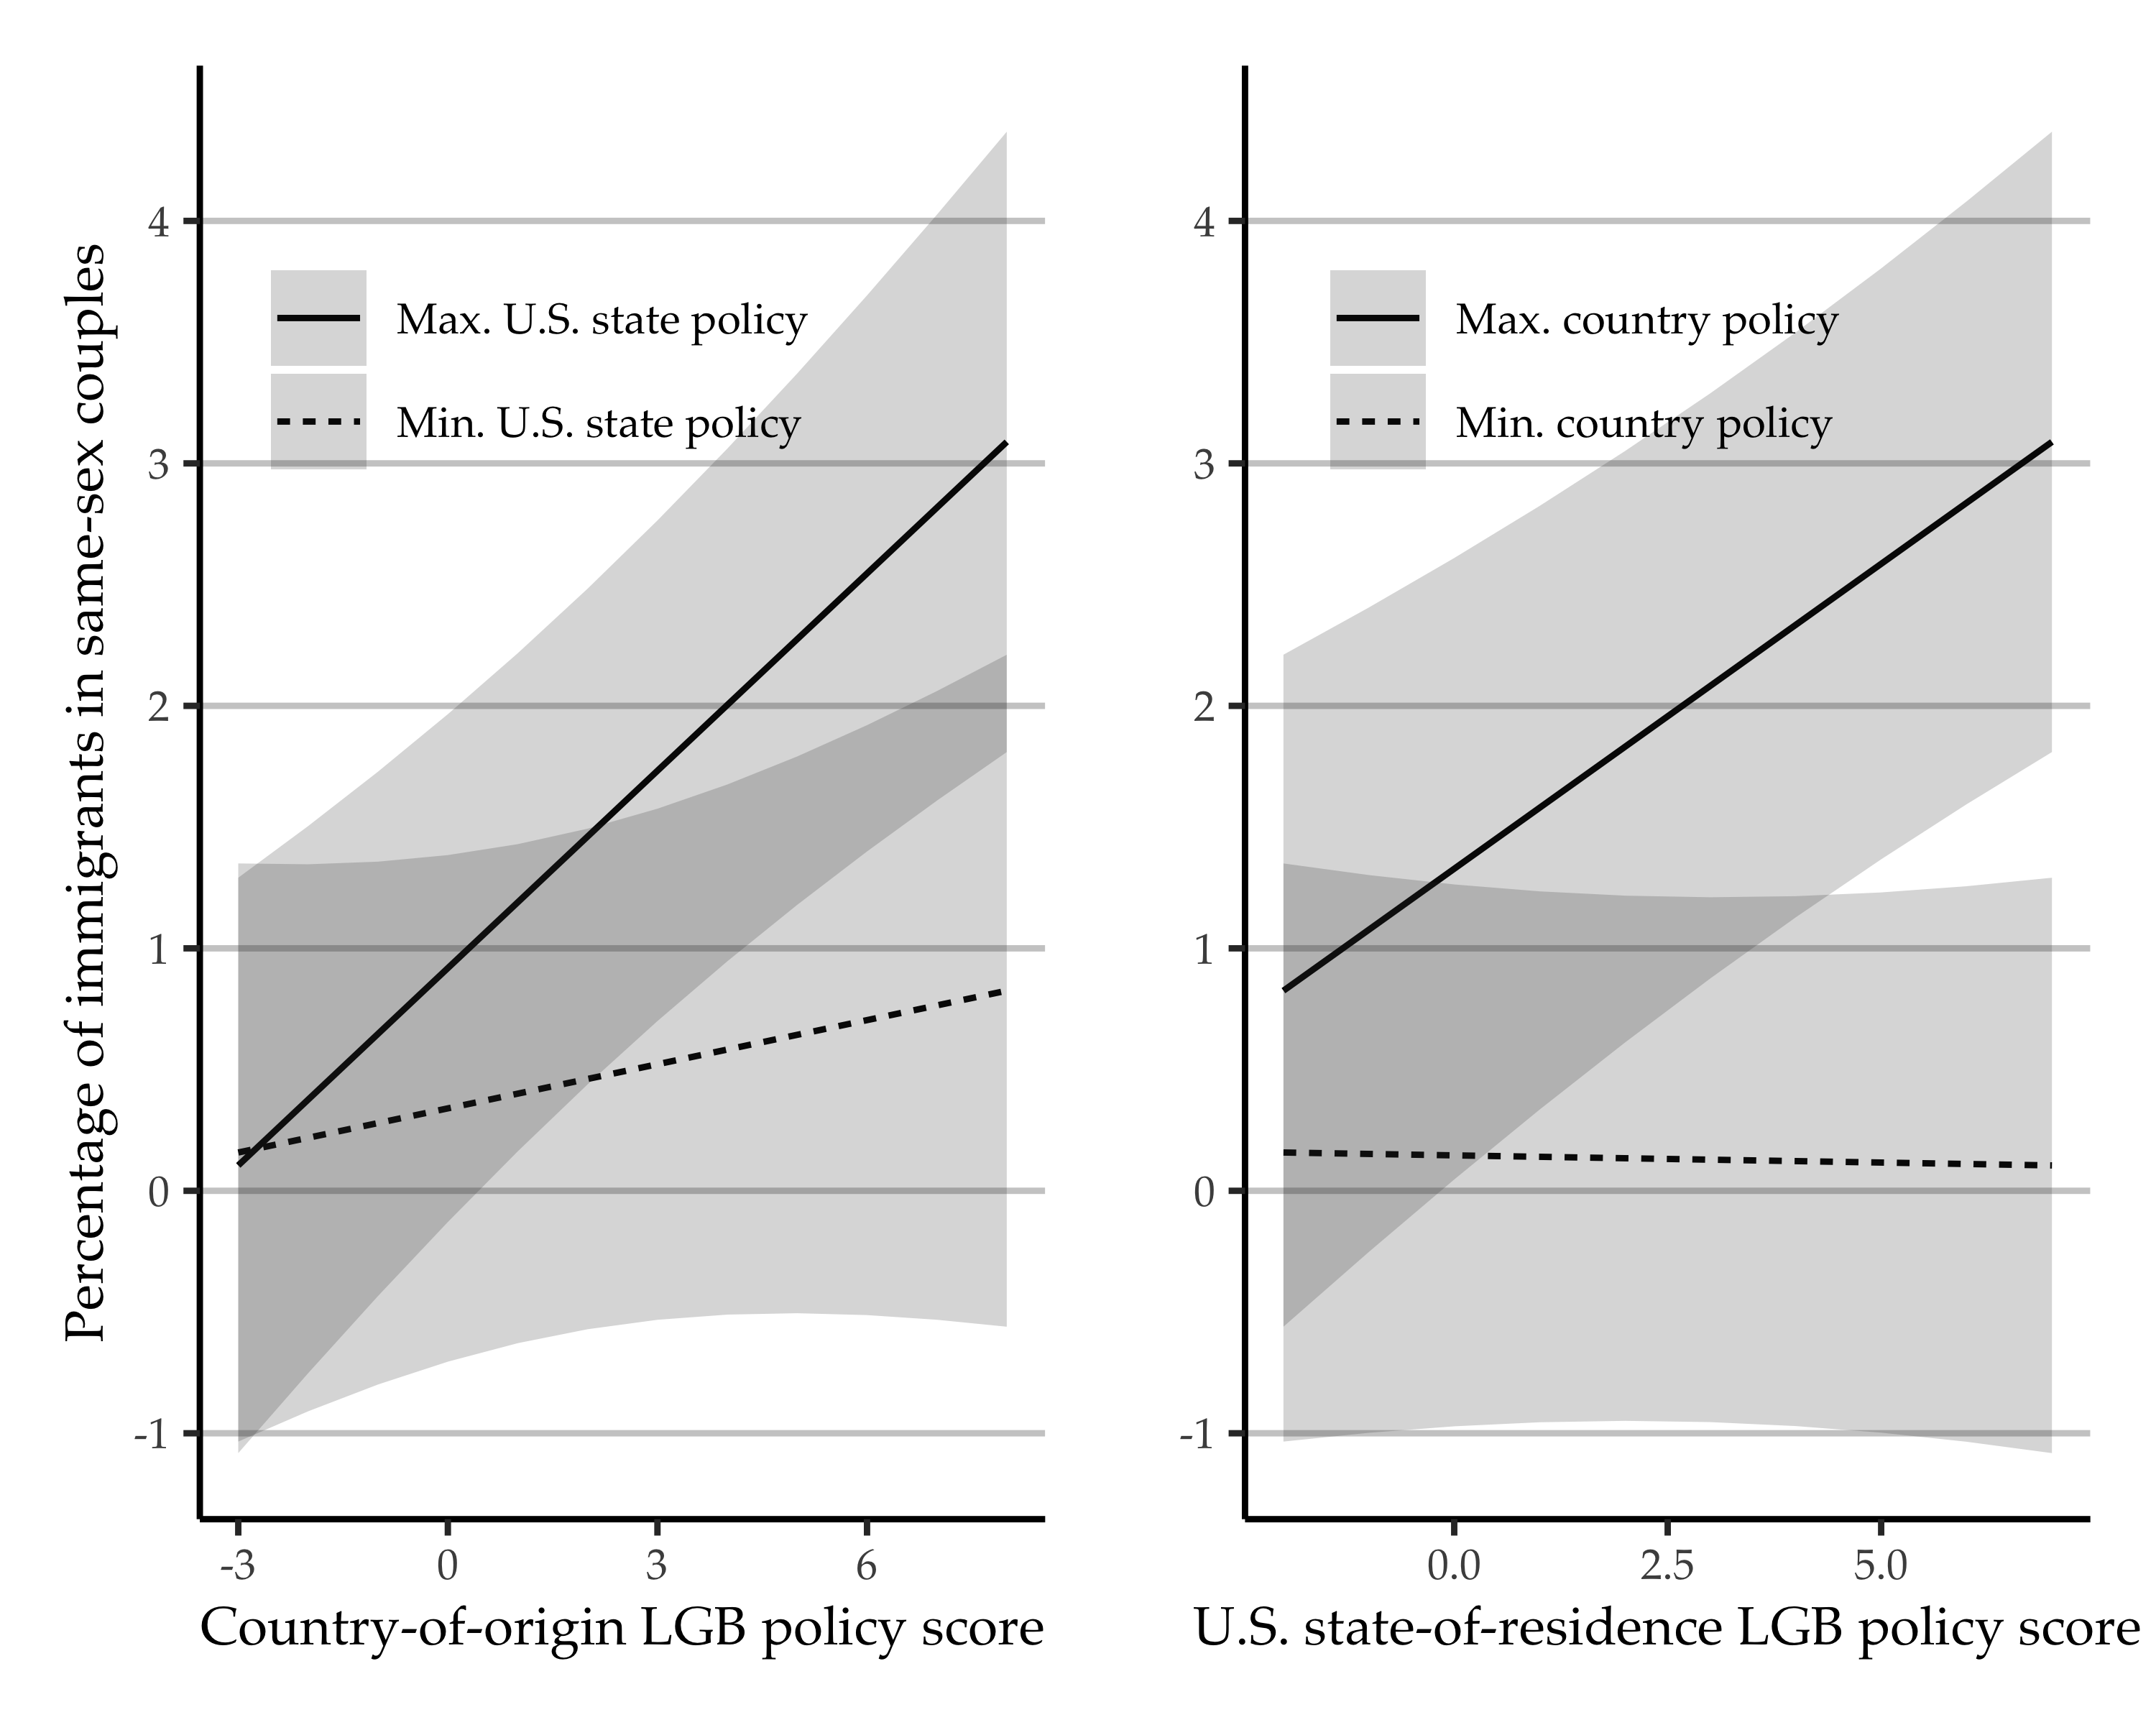 Percentage of immigrants in same-sex couples
4
3
2
1
0
-1
Max. U.S. state policy
Min. U.S. state policy
-3 0 3 6
Country-of-origin LGB policy score
4
3
2
1
0
-1
Max. country policy
Min. country policy
0.0 2.5 5.0
U.S. state-of-residence LGB policy score